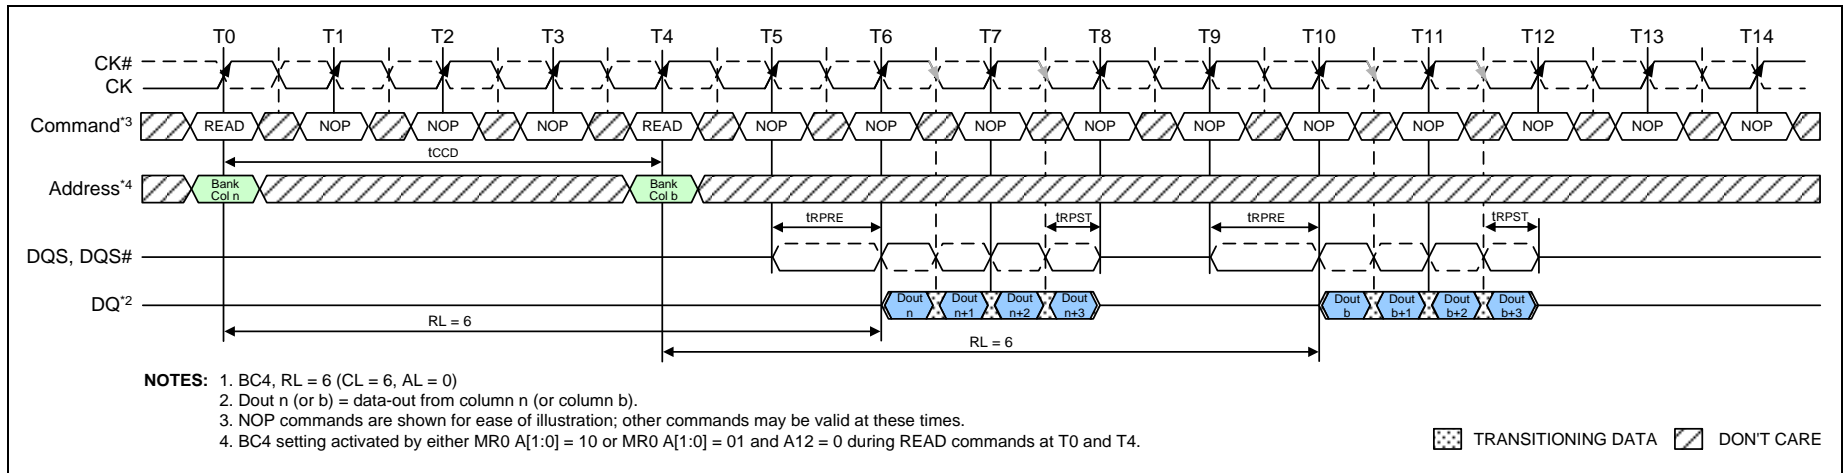 T0 T1 T2 T3 T4 T5 T6 T7 T8 T9 T10 T11 T12 T13 T14
CK#
CK
Command*3 READ NOP NOP NOP READ NOP NOP NOP NOP NOP NOP NOP NOP NOP NOP
tCCD
Address*4 Bank Col n Bank Col b
tRPRE tRPST tRPRE tRPST
DQS, DQS#
DQ*2 Dout n Dout n+1 Dout n+2 Dout n+3 Dout b Dout b+1 Dout b+2 Dout b+3
RL = 6
RL = 6
NOTES: 1. BC4, RL = 6 (CL = 6, AL = 0)
2. Dout n (or b) = data-out from column n (or column b).
3. NOP commands are shown for ease of illustration; other commands may be valid at these times.
4. BC4 setting activated by either MR0 A[1:0] = 10 or MR0 A[1:0] = 01 and A12 = 0 during READ commands at T0 and T4.
TRANSITIONING DATA DON'T CARE